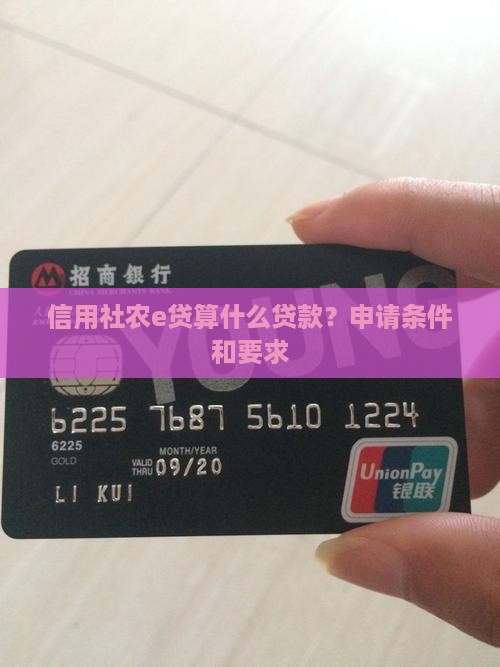 招商銀行
CHINA MERCHANTS BANK
YOUNG
信用社农e贷算什么贷款？申请条件
和要求
6225 7687 5610 1224
6225
GOLD
MONTH/YEAR
VALID THRU 09/20
LI KUI
UnionPay
银联